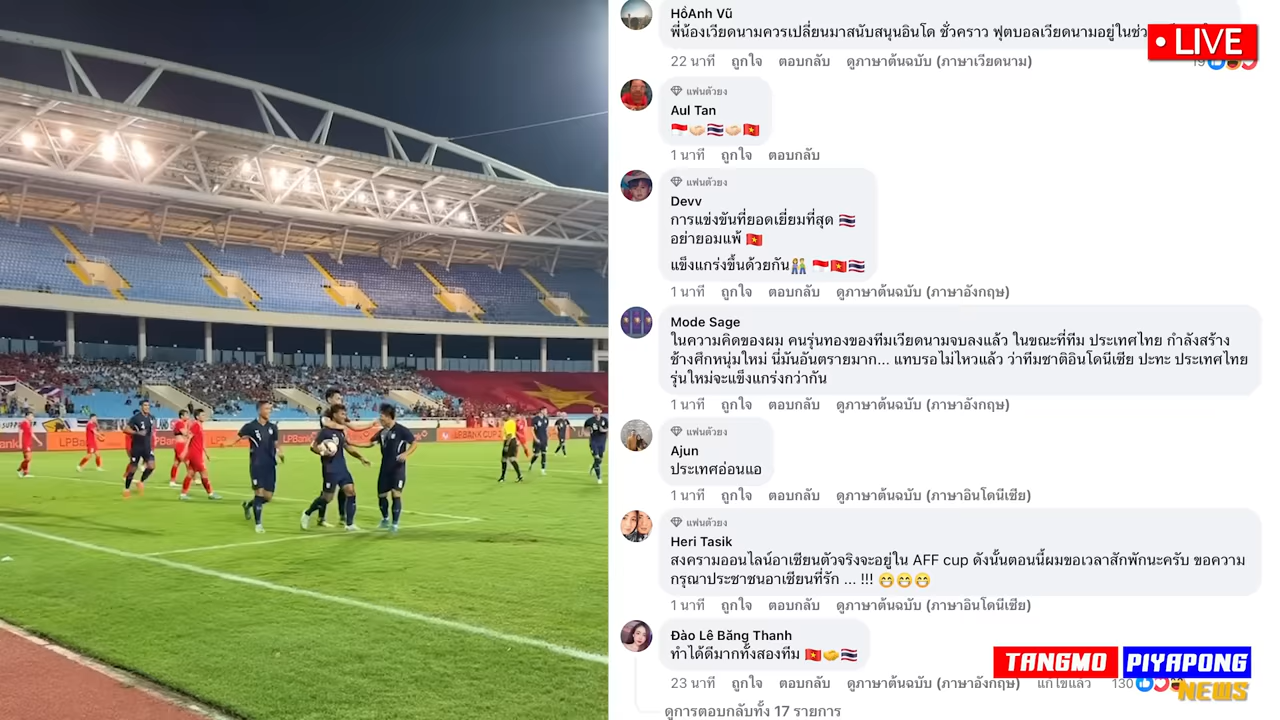 HồAnh Vũ
พี่น้องเวียดนามควรเปลี่ยนมาสนับสนุนอินโด ชั่วคราว ฟุตบอลเวียดนามอยู่ในช่ว
• LIVE
22 นาที ถูกใจ ตอบกลับ ดูภาษาต้นฉบับ (ภาษาเวียดนาม) 19
แฟนตัวยง
Aul Tan
🇮🇩🤝🏻🇹🇭🤝🏻🇻🇳
1 นาที ถูกใจ ตอบกลับ
แฟนตัวยง
Devv
การแข่งขันที่ยอดเยี่ยมที่สุด 🇹🇭
อย่ายอมแพ้ 🇻🇳
แข็งแกร่งขึ้นด้วยกัน👬 🇮🇩🇻🇳🇹🇭
1 นาที ถูกใจ ตอบกลับ ดูภาษาต้นฉบับ (ภาษาอังกฤษ)
Mode Sage
ในความคิดของผม คนรุ่นทองของทีมเวียดนามจบลงแล้ว ในขณะที่ทีม ประเทศไทย กำลังสร้าง
ช้างศึกหนุ่มใหม่ นี่มันอันตรายมาก... แทบรอไม่ไหวแล้ว ว่าทีมชาติอินโดนีเซีย ปะทะ ประเทศไทย
รุ่นใหม่จะแข็งแกร่งกว่ากัน
1 นาที ถูกใจ ตอบกลับ ดูภาษาต้นฉบับ (ภาษาอังกฤษ)
แฟนตัวยง
Ajun
ประเทศอ่อนแอ
1 นาที ถูกใจ ตอบกลับ ดูภาษาต้นฉบับ (ภาษาอินโดนีเซีย)
แฟนตัวยง
Heri Tasik
สงครามออนไลน์อาเซียนตัวจริงจะอยู่ใน AFF cup ดังนั้นตอนนี้ผมขอเวลาสักพักนะครับ ขอความ
กรุณาประชาชนอาเซียนที่รัก ... !!! 😁😁😁
1 นาที ถูกใจ ตอบกลับ ดูภาษาต้นฉบับ (ภาษาอินโดนีเซีย)
Đào Lê Băng Thanh
ทำได้ดีมากทั้งสองทีม 🇻🇳🤝🇹🇭
23 นาที ถูกใจ ตอบกลับ ดูภาษาต้นฉบับ (ภาษาอังกฤษ) แก้ไขแล้ว 130
ดูการตอบกลับทั้ง 17 รายการ
TANGMO PIYAPONG
NEWS
LPBank
LPBANK CUP